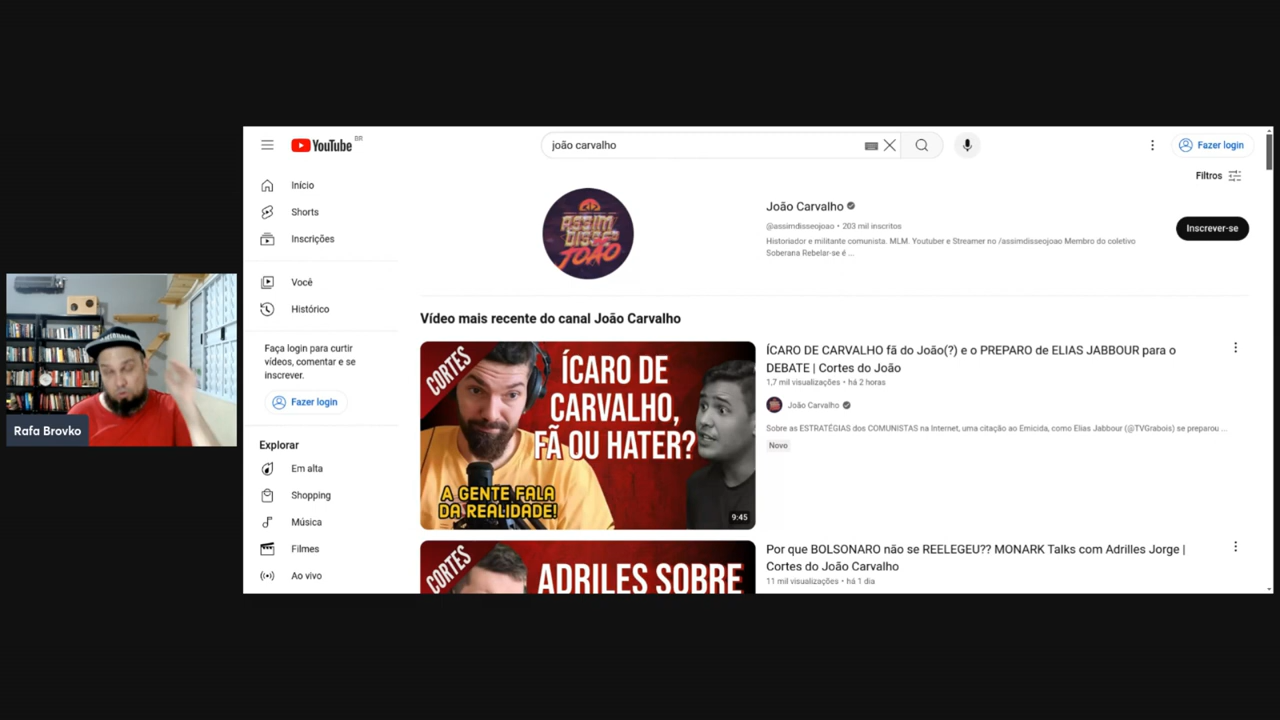 YouTube BR
joão carvalho
Fazer login
Filtros
Início
Shorts
Inscrições
Você
Histórico
Faça login para curtir
vídeos, comentar e se
inscrever.
Fazer login
Explorar
Em alta
Shopping
Música
Filmes
Ao vivo
ASSIM
DISSE
JOÃO
João Carvalho
@assimdisseojoao • 203 mil inscritos
Historiador e militante comunista. MLM. Youtuber e Streamer no /assimdisseojoao Membro do coletivo
Soberana Rebelar-se é ...
Inscrever-se
Vídeo mais recente do canal João Carvalho
CORTES
ÍCARO DE
CARVALHO,
FÃ OU HATER?
A GENTE FALA
DA REALIDADE!
9:45
ÍCARO DE CARVALHO fã do João(?) e o PREPARO de ELIAS JABBOUR para o
DEBATE | Cortes do João
1,7 mil visualizações • há 2 horas
João Carvalho
Sobre as ESTRATÉGIAS dos COMUNISTAS na Internet, uma citação ao Emicida, como Elias Jabbour (@TVGrabois) se preparou ...
Novo
CORTES
ADRILES SOBRE
Por que BOLSONARO não se REELEGEU?? MONARK Talks com Adrilles Jorge |
Cortes do João Carvalho
11 mil visualizações • há 1 dia
Rafa Brovko